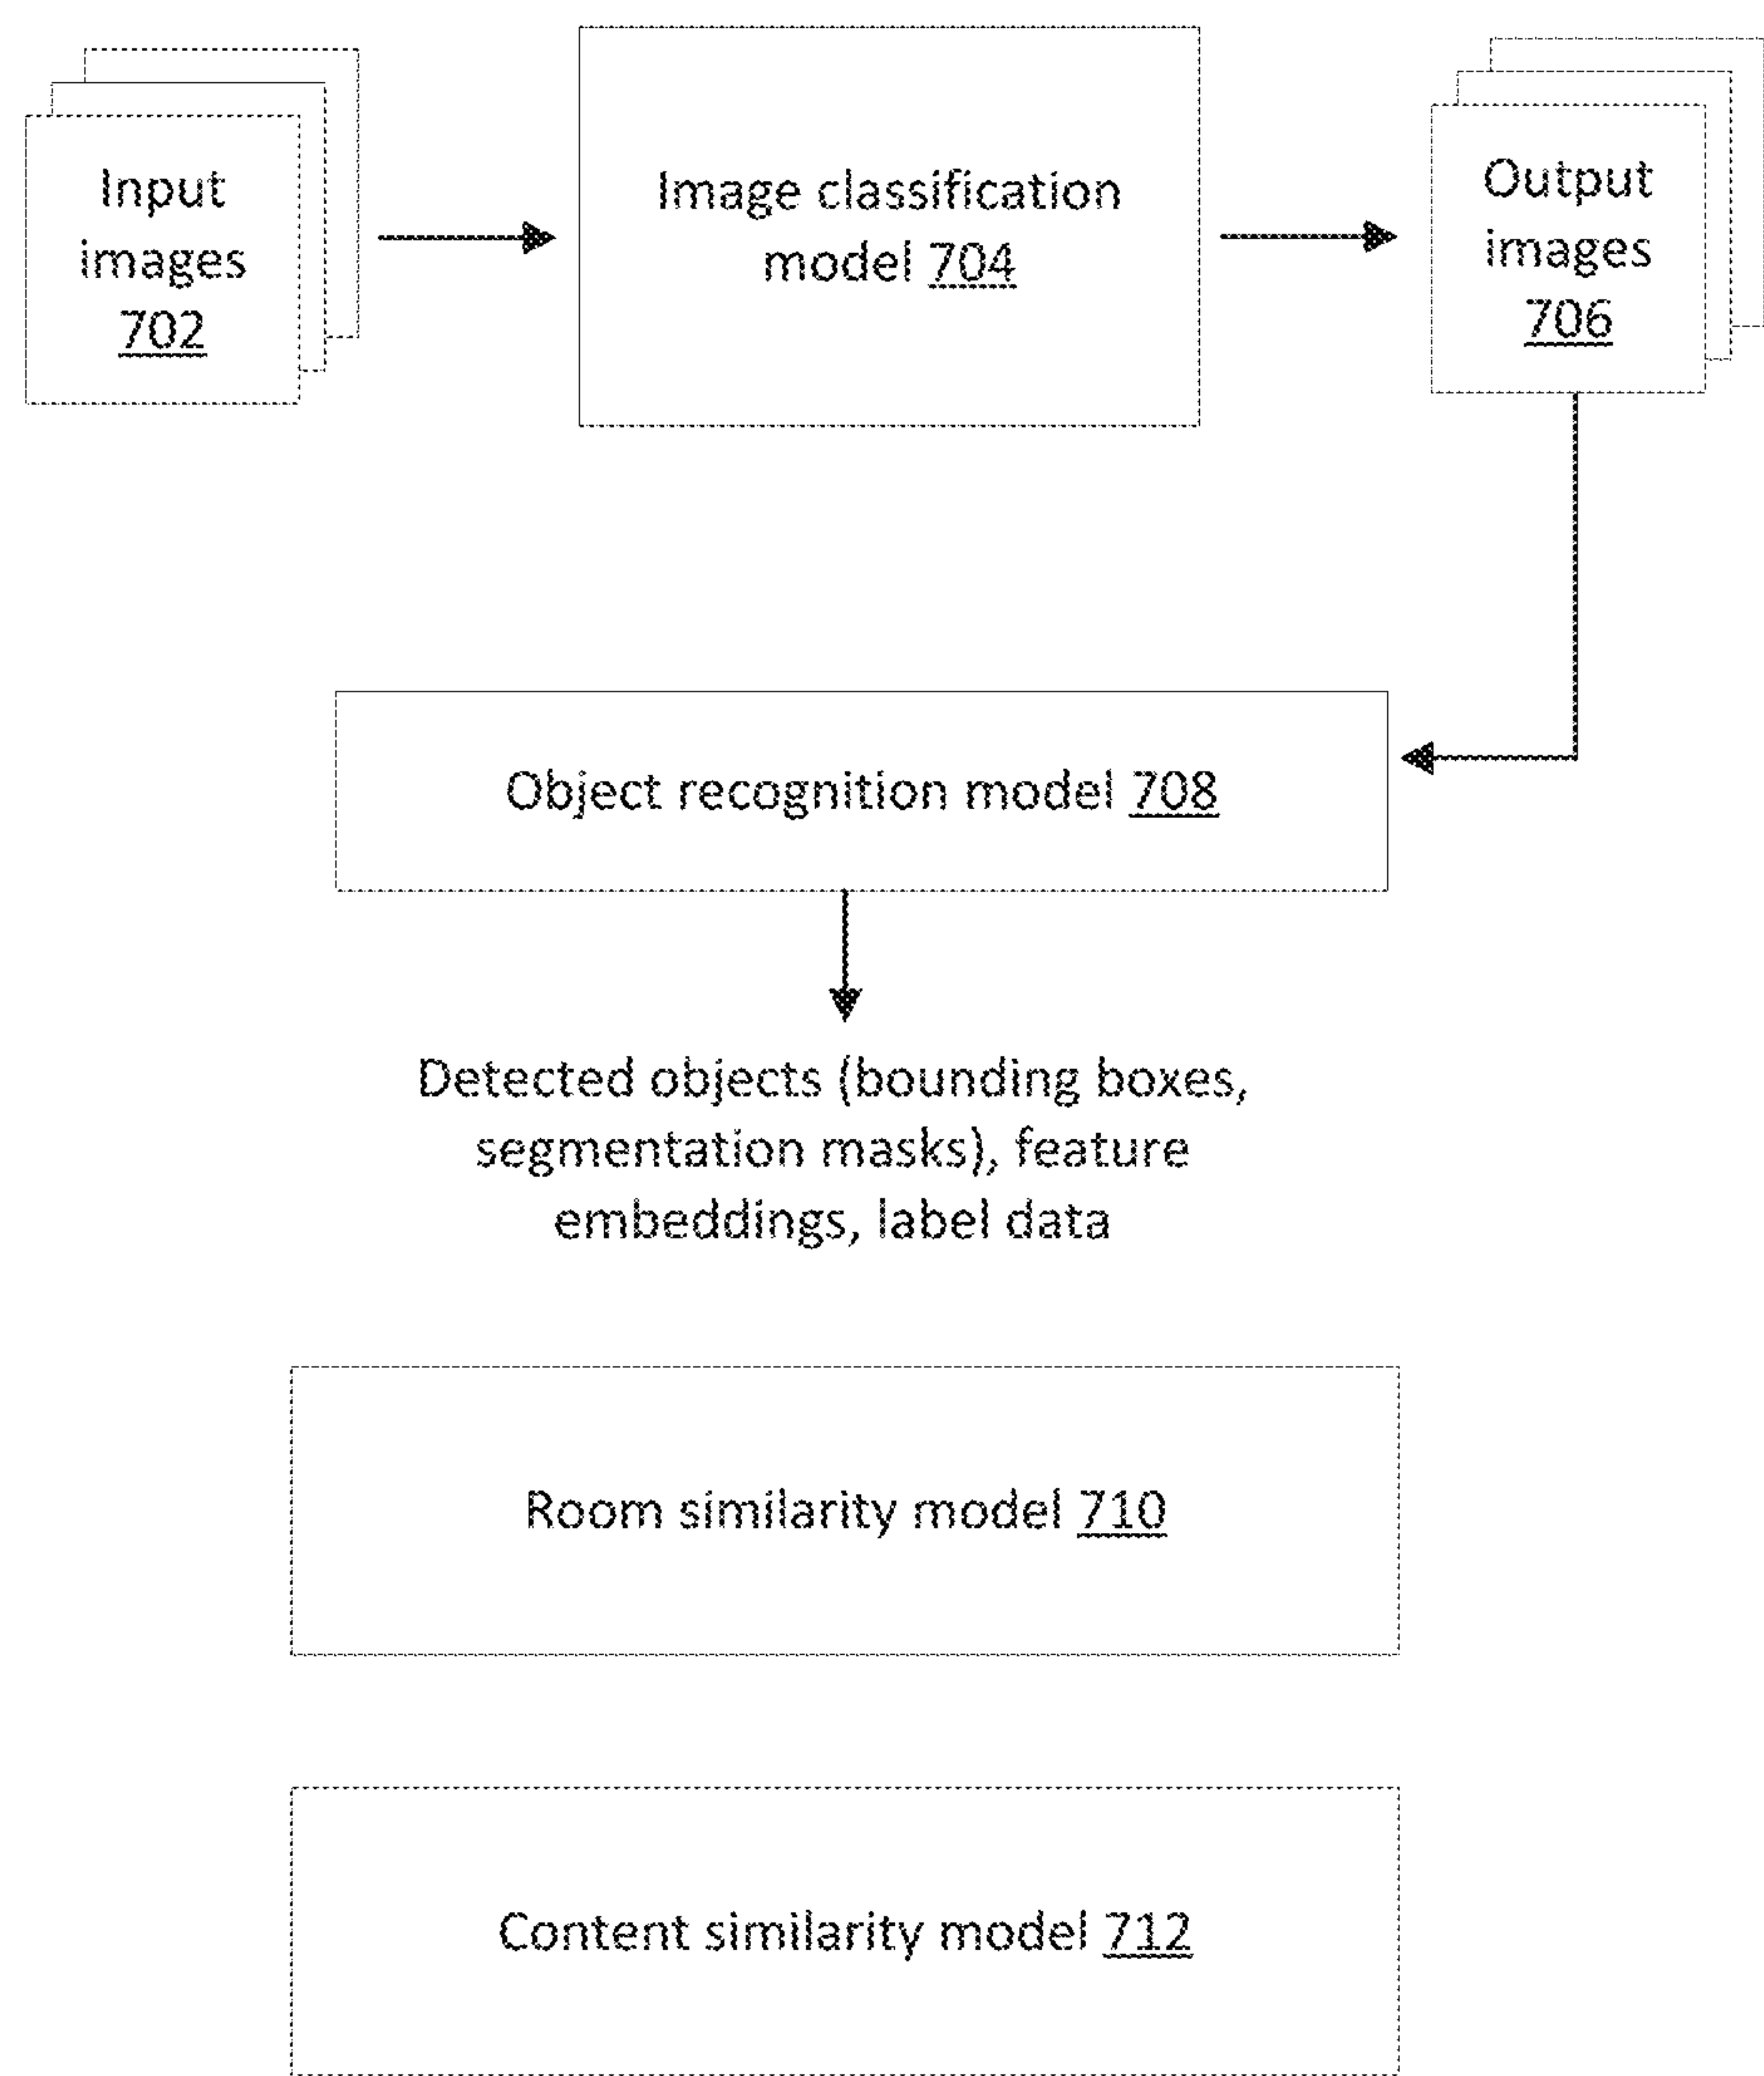 Input
images
702
Image classification
model 704
Output
images
706
Object recognition model 708
Detected objects (bounding boxes,
segmentation masks), feature
embeddings, label data
Room similarity model 710
Content similarity model 712